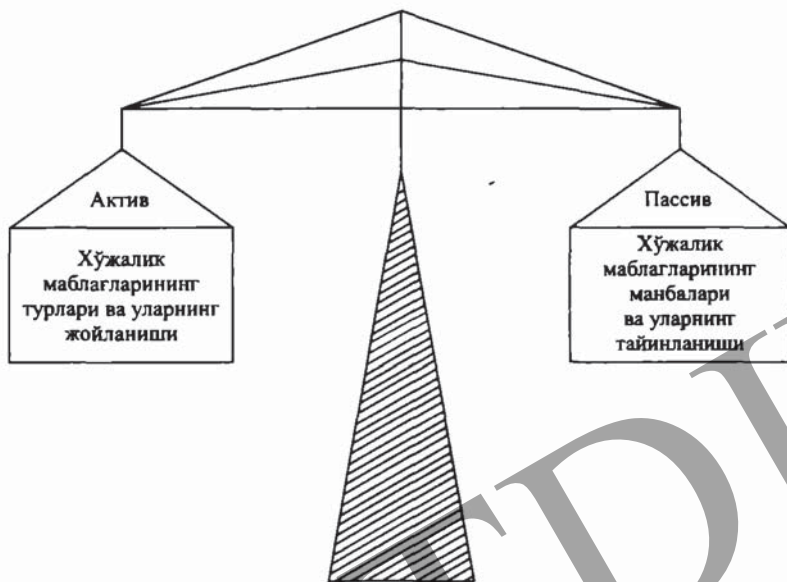 Актив
Хўжалик
маблағларининг
турлари ва уларнинг
жойланиши
Пассив
Хўжалик
маблағларининг
манбалари
ва уларнинг
тайинланиши